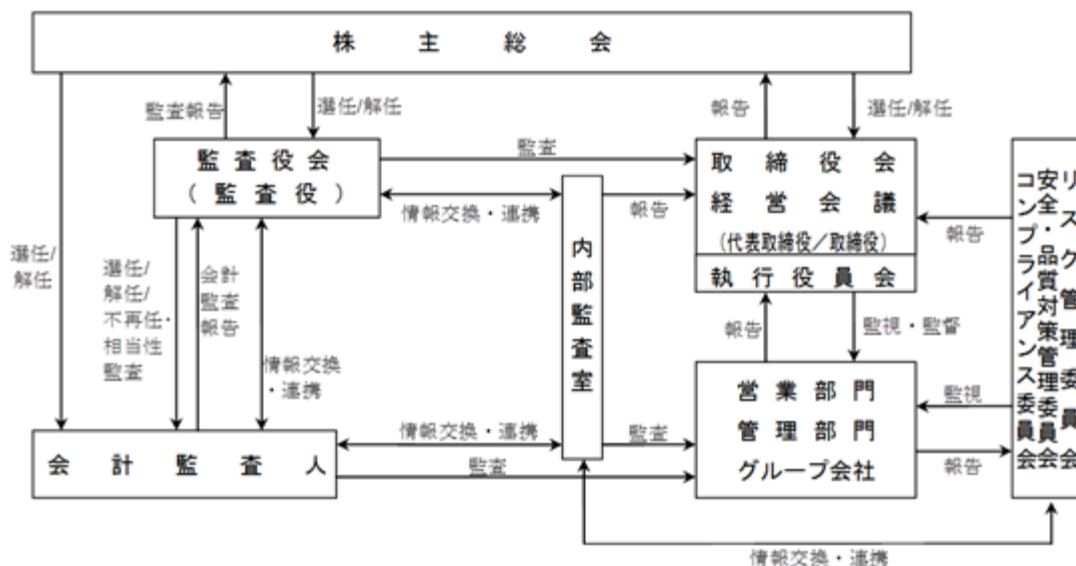 株主総会
監査報告
選任/解任
報告
選任/解任
監査役会
(監査役)
監査
情報交換・連携
報告
取締役会
経営会議
(代表取締役/取締役)
執行役員会
報告
リスク管理委員会
安全・品質対策管理委員会
コンプライアンス委員会
選任/
解任
選任/
解任/
不再任・
相当性
監査
会計
監査
報告
情報交換
・連携
内部監査室
報告
監視・監督
営業部門
管理部門
グループ会社
監視
報告
会計監査人
情報交換・連携
監査
監査
情報交換・連携